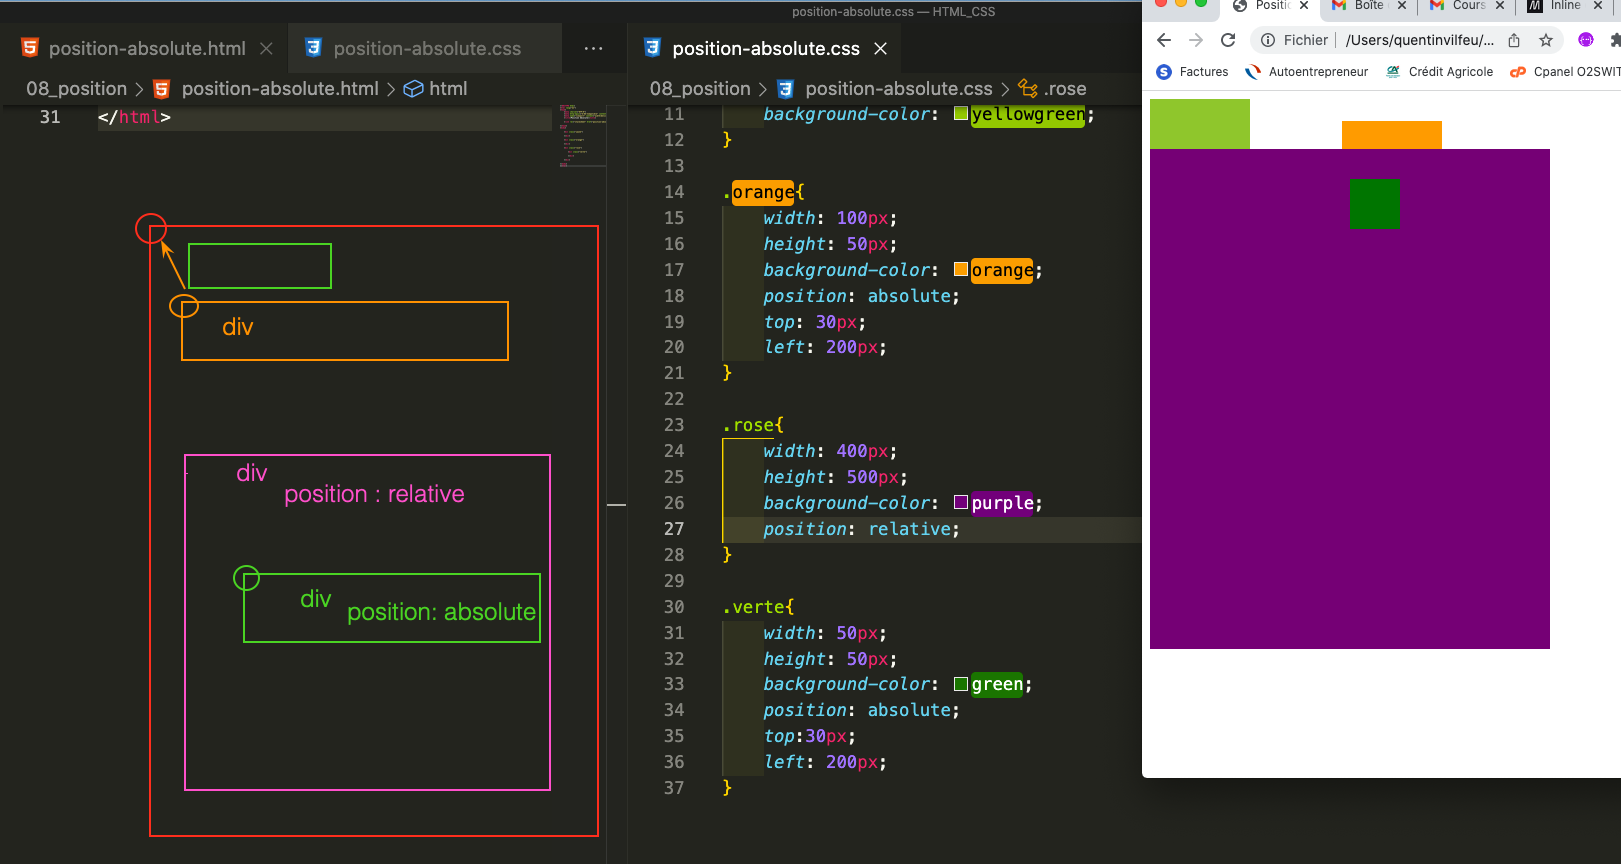 position-absolute.css — HTML_CSS
position-absolute.html
position-absolute.css
...
position-absolute.css
08_position > position-absolute.html > html
08_position > position-absolute.css > .rose
31 </html>
div
div
position : relative
div
position: absolute
11 background-color: yellowgreen;
12 }
13
14 .orange{
15 width: 100px;
16 height: 50px;
17 background-color: orange;
18 position: absolute;
19 top: 30px;
20 left: 200px;
21 }
22
23 .rose{
24 width: 400px;
25 height: 500px;
26 background-color: purple;
27 position: relative;
28 }
29
30 .verte{
31 width: 50px;
32 height: 50px;
33 background-color: green;
34 position: absolute;
35 top:30px;
36 left: 200px;
37 }
Positio
Boîte
Cours
Inline
Fichier | /Users/quentinvilfeu/...
Factures
Autoentrepreneur
Crédit Agricole
Cpanel O2SWIT